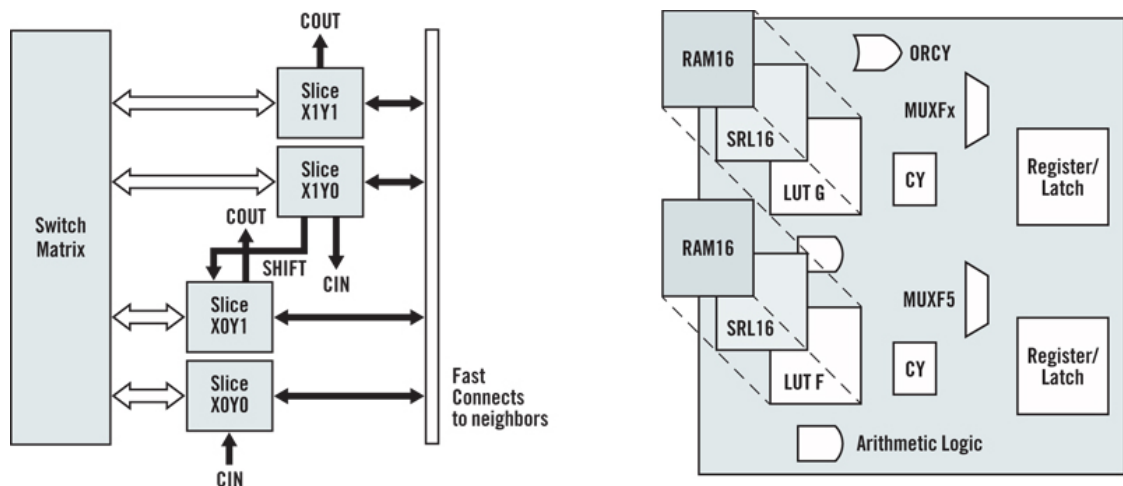 COUT
Slice
X1Y1
Slice
X1Y0
Switch
Matrix
COUT
SHIFT
CIN
Slice
X0Y1
Slice
X0Y0
Fast
Connects
to neighbors
CIN
RAM16
ORCY
MUXFx
SRL16
LUT G
CY
Register/
Latch
RAM16
MUXF5
SRL16
LUT F
CY
Register/
Latch
Arithmetic Logic